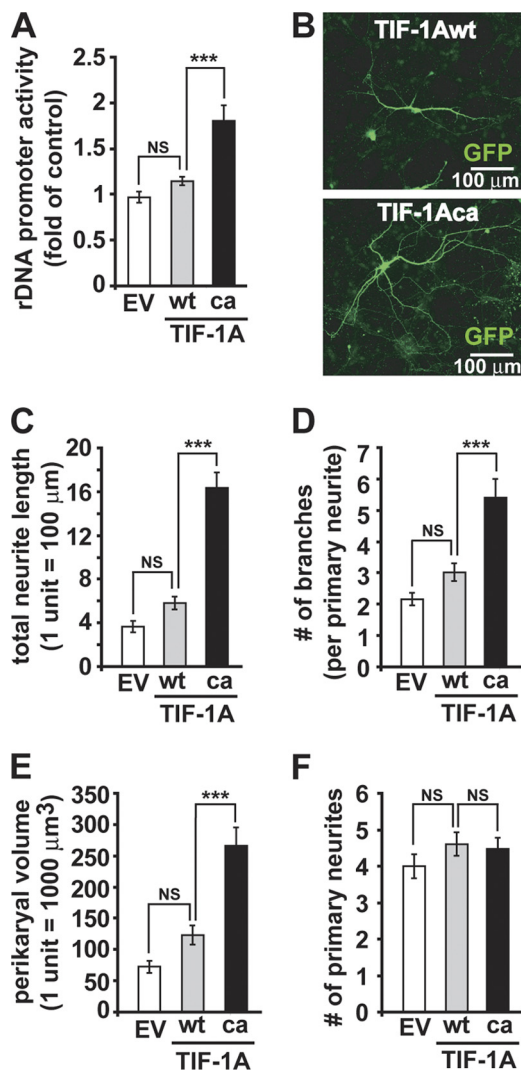 A
rDNA promoter activity
(fold of control)
2.5
2
1.5
1
0.5
0
NS
***
EV
wt
ca
TIF-1A
B
TIF-1Awt
GFP
100 µm
TIF-1Aca
GFP
100 µm
C
total neurite length
(1 unit = 100 µm)
20
16
12
8
4
0
NS
***
EV
wt
ca
TIF-1A
D
# of branches
(per primary neurite)
7
6
5
4
3
2
1
0
NS
***
EV
wt
ca
TIF-1A
E
perikaryal volume
(1 unit = 1000 µm³)
350
300
250
200
150
100
50
0
NS
***
EV
wt
ca
TIF-1A
F
# of primary neurites
6
5
4
3
2
1
0
NS
NS
EV
wt
ca
TIF-1A